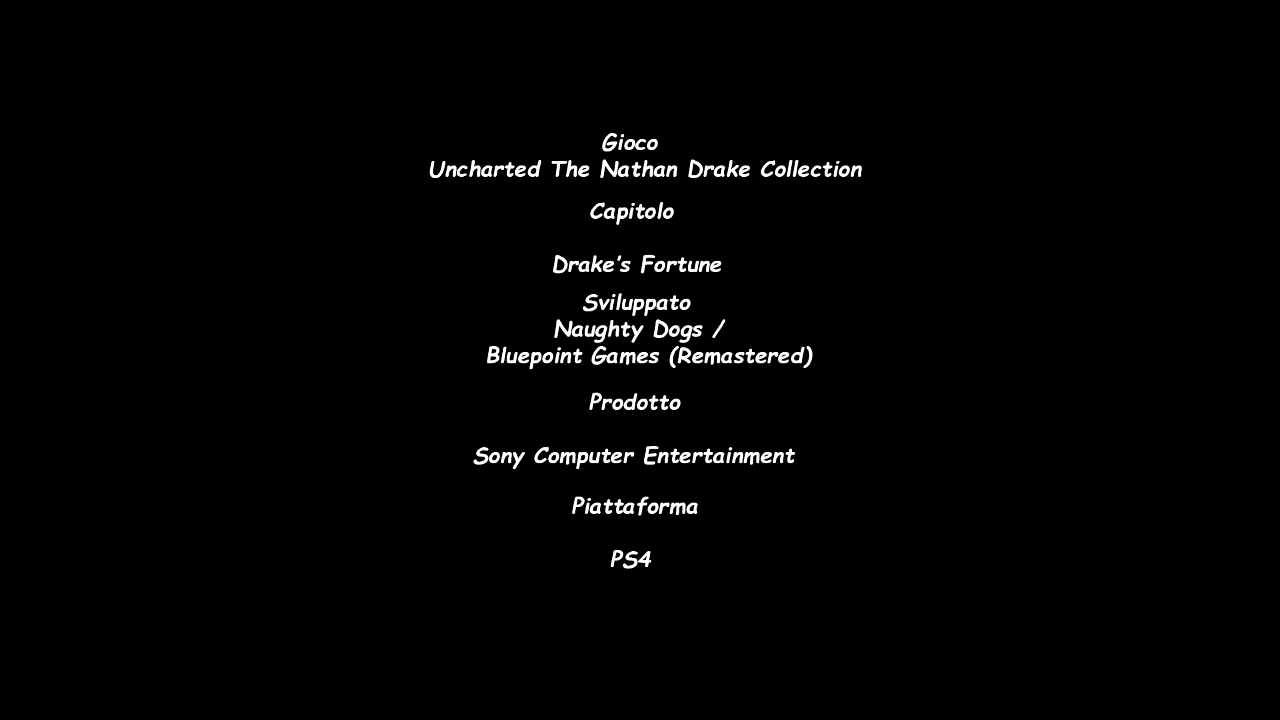 Gioco
Uncharted The Nathan Drake Collection
Capitolo
Drake's Fortune
Sviluppato
Naughty Dogs /
Bluepoint Games (Remastered)
Prodotto
Sony Computer Entertainment
Piattaforma
PS4